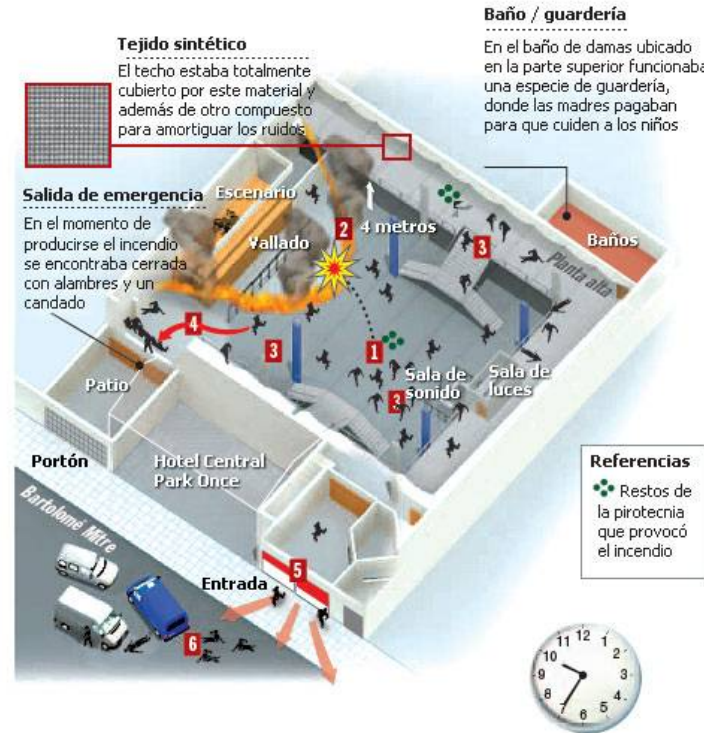 Tejido sintético
El techo estaba totalmente
cubierto por este material y
además de otro compuesto
para amortiguar los ruidos
Baño / guardería
En el baño de damas ubicado
en la parte superior funcionaba
una especie de guardería,
donde las madres pagaban
para que cuiden a los niños
Salida de emergencia
En el momento de
producirse el incendio
se encontraba cerrada
con alambres y un
candado
Escenario
Vallado
2
4 metros
3
Baños
Planta alta
4
3
1
Sala de
sonido
3
Sala de
luces
Patio
Portón
Hotel Central
Park Once
Bartolomé Mitre
Entrada
5
6
Referencias
Restos de
la pirotecnia
que provocó
el incendio
12
1
2
3
4
5
6
7
8
9
10
11